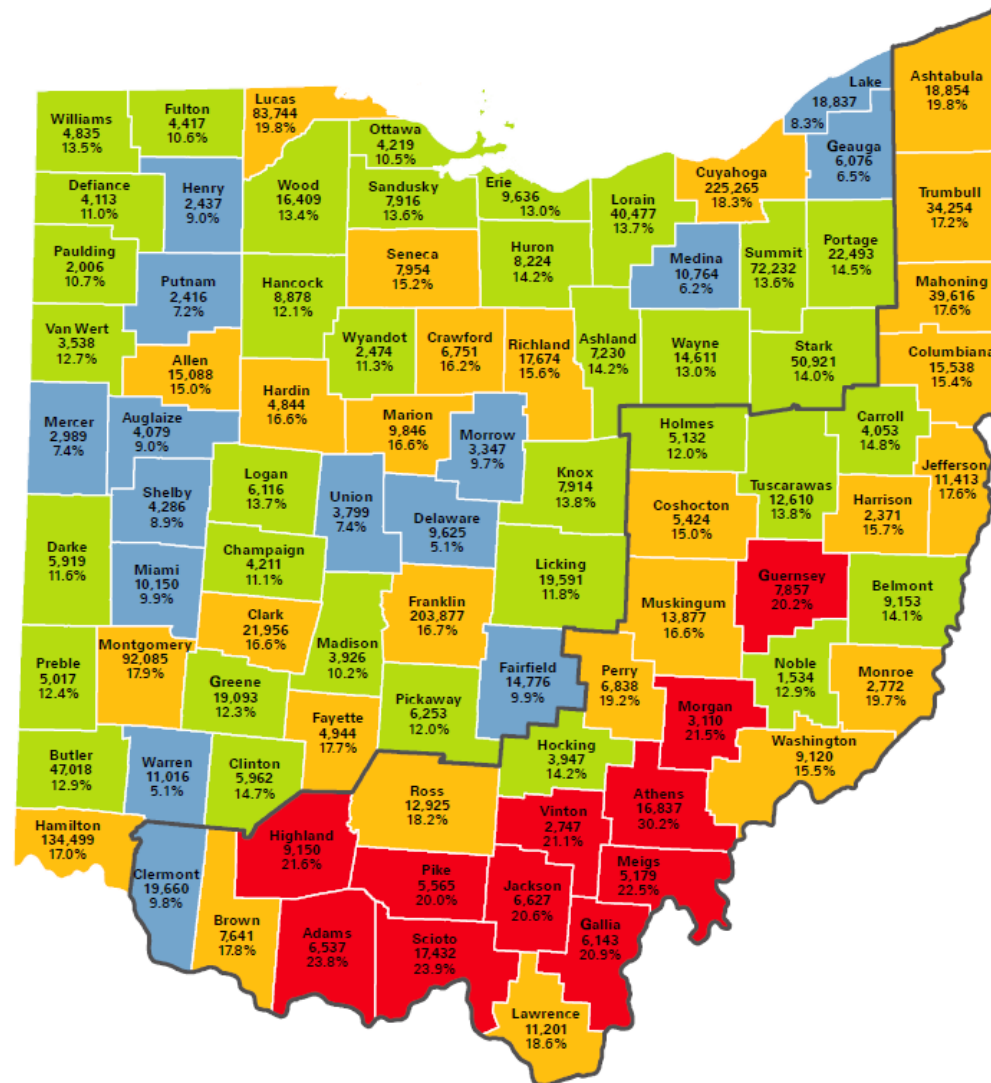 Lake
18,837
8.3%
Ashtabula
18,854
19.8%
Williams
4,835
13.5%
Fulton
4,417
10.6%
Lucas
83,744
19.8%
Ottawa
4,219
10.5%
Geauga
6,076
6.5%
Cuyahoga
225,265
18.3%
Trumbull
34,254
17.2%
Defiance
4,113
11.0%
Henry
2,437
9.0%
Wood
16,409
13.4%
Sandusky
7,916
13.6%
Erie
9,636
13.0%
Lorain
40,477
13.7%
Medina
10,764
6.2%
Summit
72,232
13.6%
Portage
22,493
14.5%
Paulding
2,006
10.7%
Putnam
2,416
7.2%
Hancock
8,878
12.1%
Seneca
7,954
15.2%
Huron
8,224
14.2%
Mahoning
39,616
17.6%
Van Wert
3,538
12.7%
Allen
15,088
15.0%
Wyandot
2,474
11.3%
Crawford
6,751
16.2%
Richland
17,674
15.6%
Ashland
7,230
14.2%
Wayne
14,611
13.0%
Stark
50,921
14.0%
Columbiana
15,538
15.4%
Hardin
4,844
16.6%
Marion
9,846
16.6%
Morrow
3,347
9.7%
Mercer
2,989
7.4%
Auglaize
4,079
9.0%
Holmes
5,132
12.0%
Carroll
4,053
14.8%
Jefferson
11,413
17.6%
Shelby
4,286
8.9%
Logan
6,116
13.7%
Union
3,799
7.4%
Delaware
9,625
5.1%
Knox
7,914
13.8%
Coshocton
5,424
15.0%
Tuscarawas
12,610
13.8%
Harrison
2,371
15.7%
Darke
5,919
11.6%
Miami
10,150
9.9%
Champaign
4,211
11.1%
Licking
19,591
11.8%
Guernsey
7,857
20.2%
Belmont
9,153
14.1%
Clark
21,956
16.6%
Madison
3,926
10.2%
Franklin
203,877
16.7%
Muskingum
13,877
16.6%
Preble
5,017
12.4%
Montgomery
92,085
17.9%
Greene
19,093
12.3%
Fayette
4,944
17.7%
Pickaway
6,253
12.0%
Fairfield
14,776
9.9%
Perry
6,838
19.2%
Morgan
3,110
21.5%
Noble
1,534
12.9%
Monroe
2,772
19.7%
Butler
47,018
12.9%
Warren
11,016
5.1%
Clinton
5,962
14.7%
Ross
12,925
18.2%
Hocking
3,947
14.2%
Washington
9,120
15.5%
Hamilton
134,499
17.0%
Clermont
19,660
9.8%
Highland
9,150
21.6%
Vinton
2,747
21.1%
Athens
16,837
30.2%
Brown
7,641
17.8%
Adams
6,537
23.8%
Pike
5,565
20.0%
Jackson
6,627
20.6%
Meigs
5,179
22.5%
Scioto
17,432
23.9%
Gallia
6,143
20.9%
Lawrence
11,201
18.6%